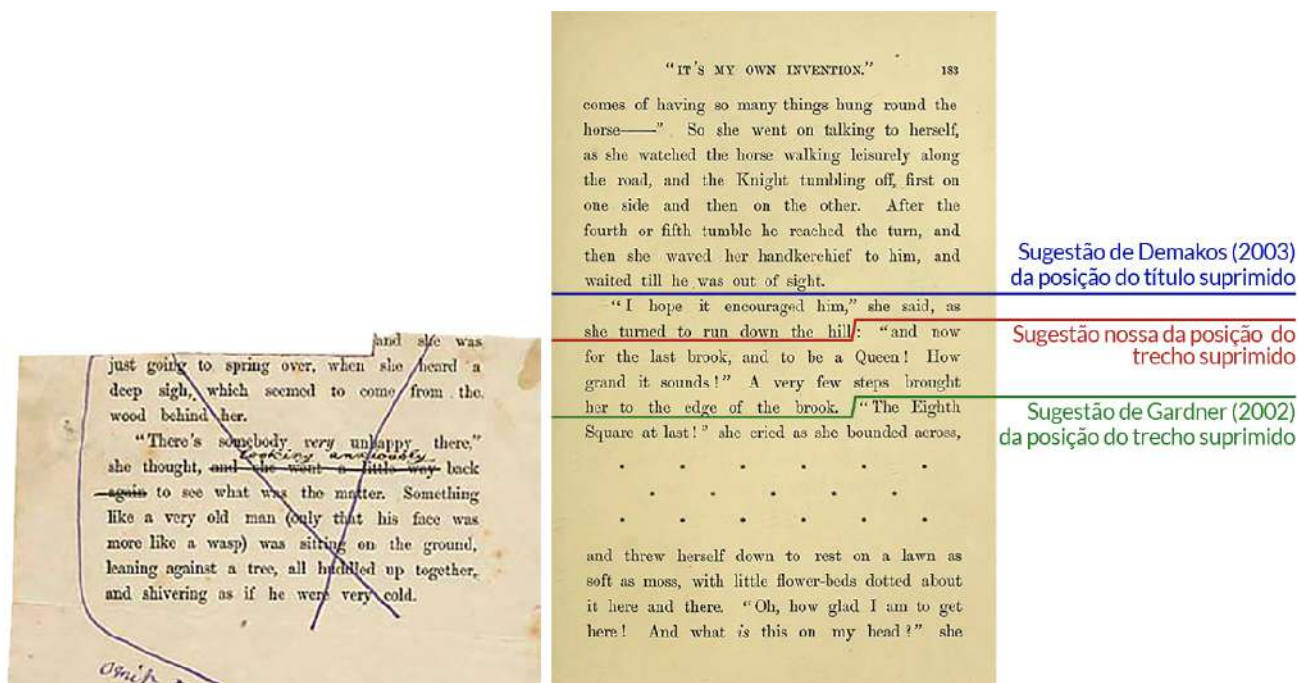 and she was
just going to spring over, when she heard a
deep sigh, which seemed to come from the
wood behind her.
"There's somebody very unhappy there,"
looking anxiously
she thought, and she went a little way back
again to see what was the matter. Something
like a very old man (only that his face was
more like a wasp) was sitting on the ground,
leaning against a tree, all huddled up together,
and shivering as if he were very cold.
"IT'S MY OWN INVENTION." 183
comes of having so many things hung round the
horse——" So she went on talking to herself,
as she watched the horse walking leisurely along
the road, and the Knight tumbling off, first on
one side and then on the other. After the
fourth or fifth tumble he reached the turn, and
then she waved her handkerchief to him, and
waited till he was out of sight.
"I hope it encouraged him," she said, as
she turned to run down the hill: "and now
for the last brook, and to be a Queen! How
grand it sounds!" A very few steps brought
her to the edge of the brook. "The Eighth
Square at last!" she cried as she bounded across,
and threw herself down to rest on a lawn as
soft as moss, with little flower-beds dotted about
it here and there. "Oh, how glad I am to get
here! And what is this on my head?" she
Sugestão de Demakos (2003)
da posição do título suprimido
Sugestão nossa da posição do
trecho suprimido
Sugestão de Gardner (2002)
da posição do trecho suprimido